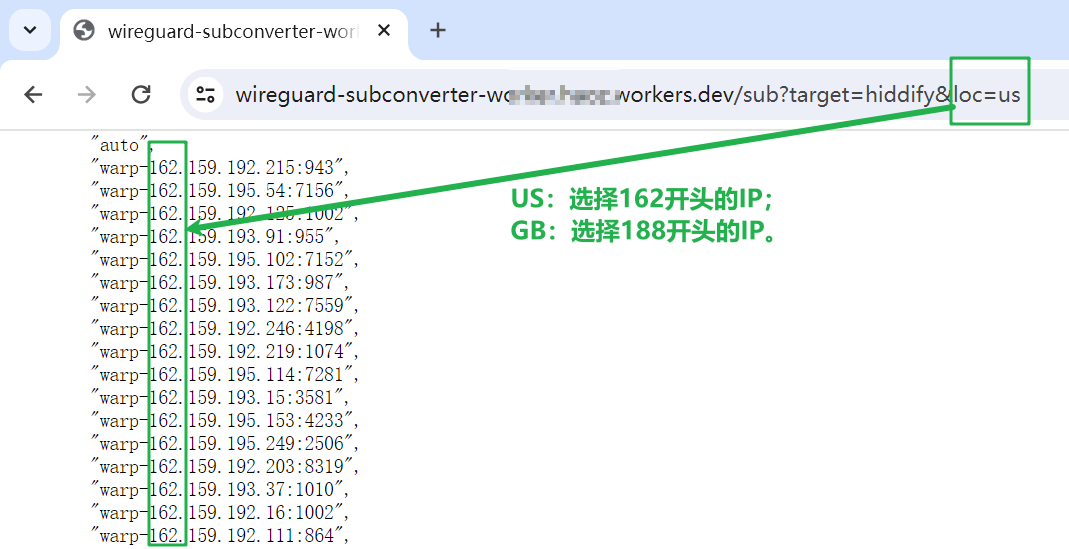 wireguard-subconverter-wor
wireguard-subconverter-wo workers.dev/sub?target=hiddify&loc=us
"auto",
"warp-162.159.192.215:943",
"warp-162.159.195.54:7156",
"warp-162.159.192.125:1002",
"warp-162.159.193.91:955",
"warp-162.159.195.102:7152",
"warp-162.159.193.173:987",
"warp-162.159.193.122:7559",
"warp-162.159.192.246:4198",
"warp-162.159.192.219:1074",
"warp-162.159.195.114:7281",
"warp-162.159.193.15:3581",
"warp-162.159.195.153:4233",
"warp-162.159.195.249:2506",
"warp-162.159.192.203:8319",
"warp-162.159.193.37:1010",
"warp-162.159.192.16:1002",
"warp-162.159.192.111:864",
US：选择162开头的IP；
GB：选择188开头的IP。